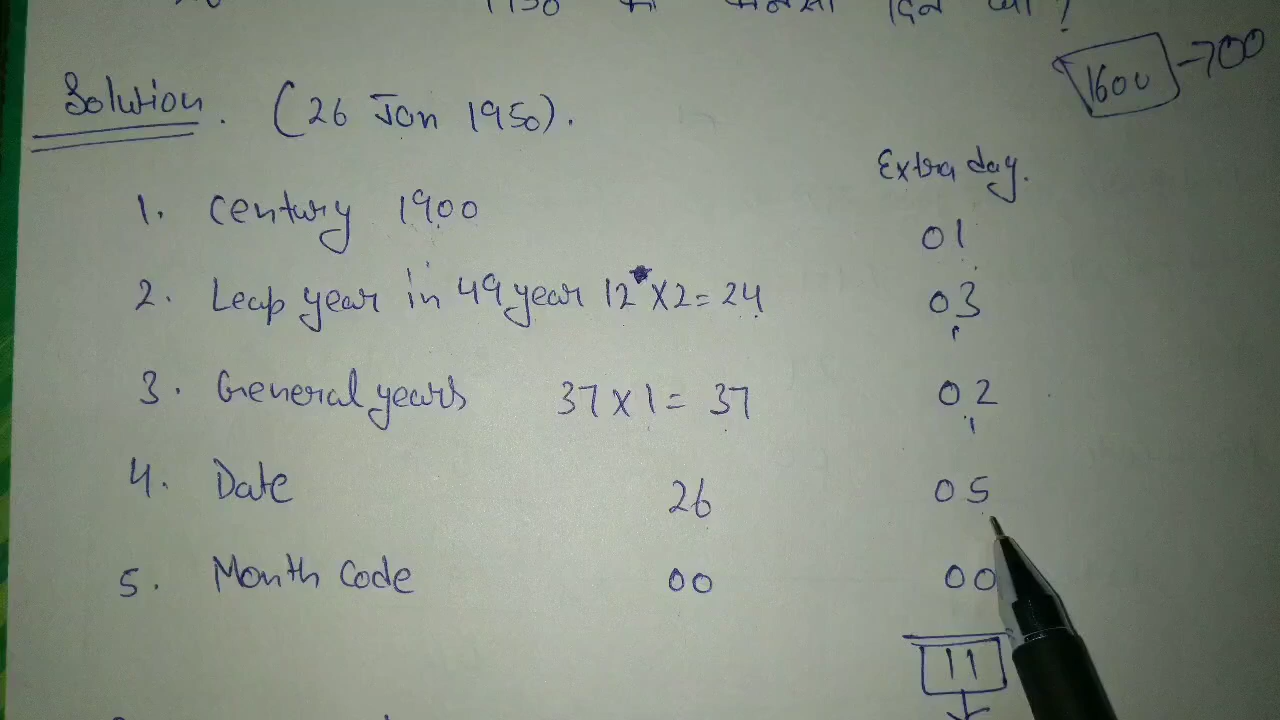 1950 का कौनसा दिन था ?
1600 - 700
Solution. (26 Jan 1950).
Extra day.
1. Century 1900 01
2. Leap year in 49 year 12 X 2 = 24 03
3. General years 37 X 1 = 37 02
4. Date 26 05
5. Month Code 00 00
11